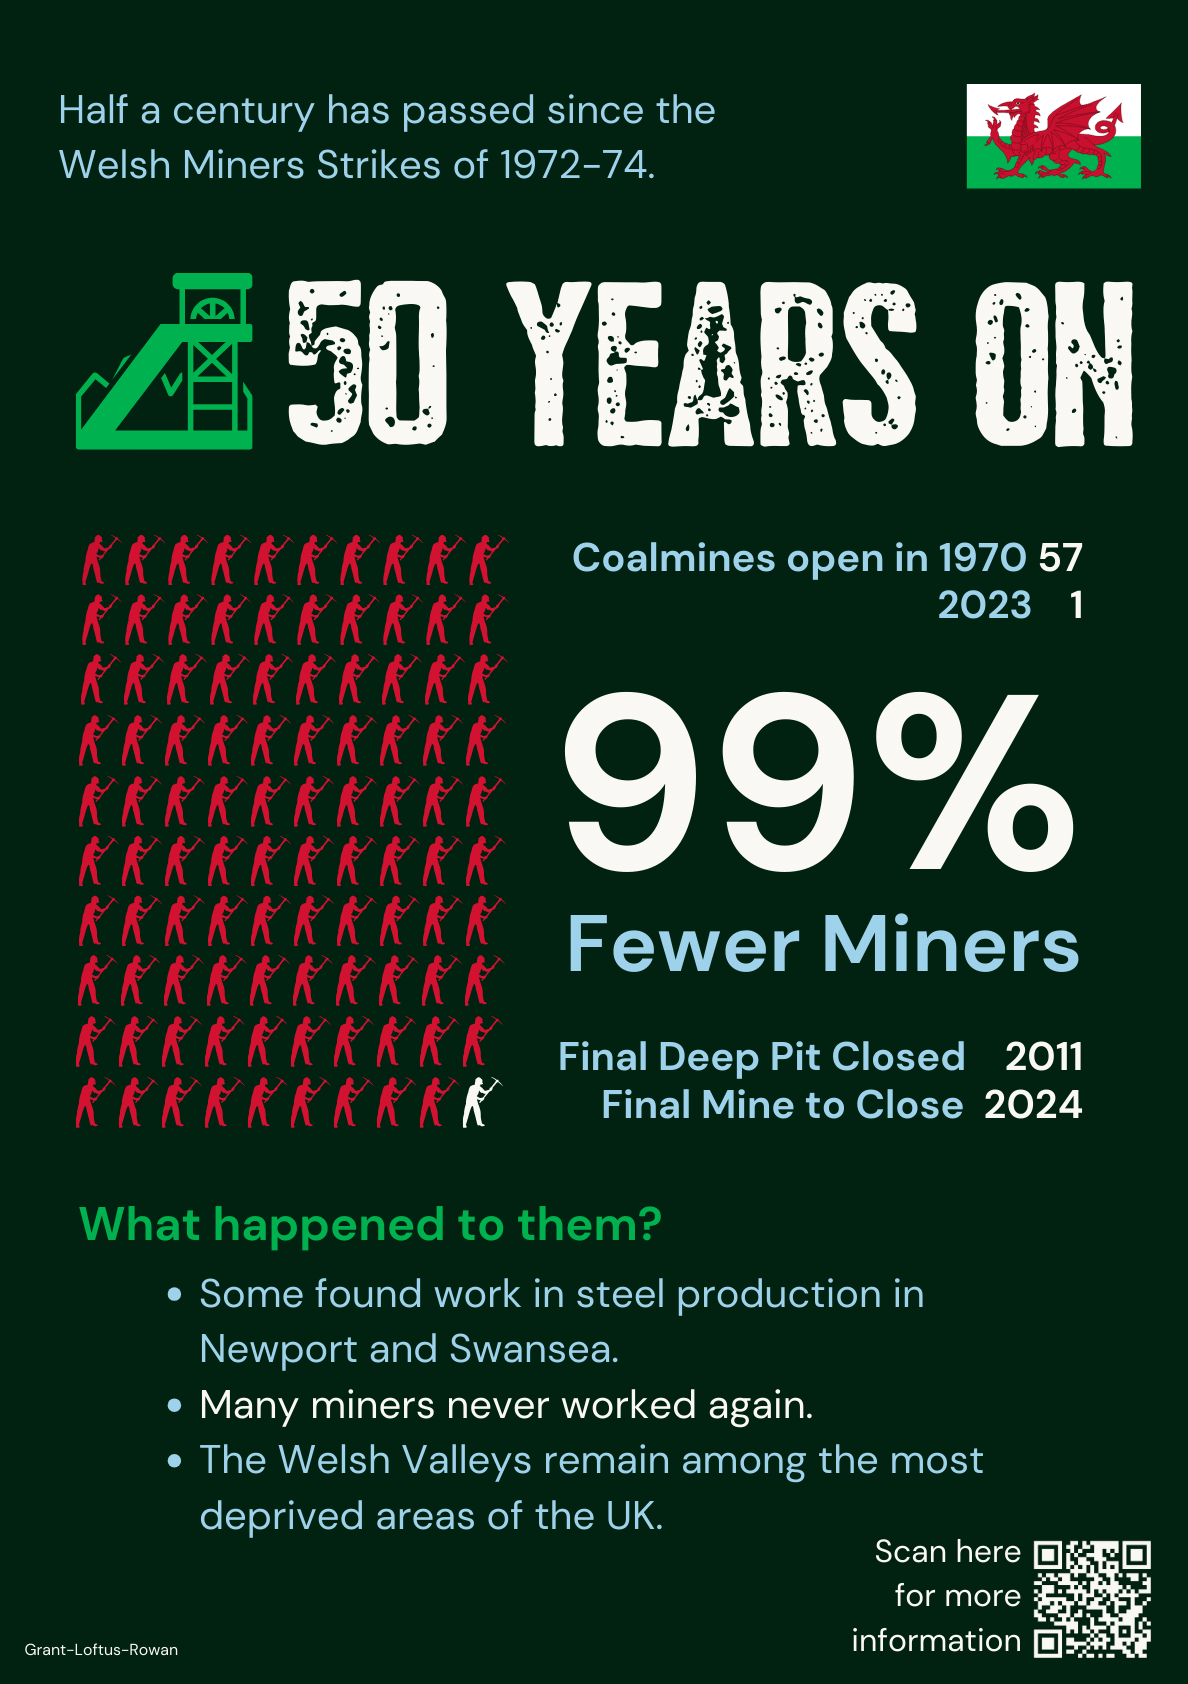 Half a century has passed since the
Welsh Miners Strikes of 1972-74.
50 YEARS ON
Coalmines open in 1970 57
2023 1
99%
Fewer Miners
Final Deep Pit Closed 2011
Final Mine to Close 2024
What happened to them?
• Some found work in steel production in
Newport and Swansea.
• Many miners never worked again.
• The Welsh Valleys remain among the most
deprived areas of the UK.
Scan here
for more
information
Grant-Loftus-Rowan